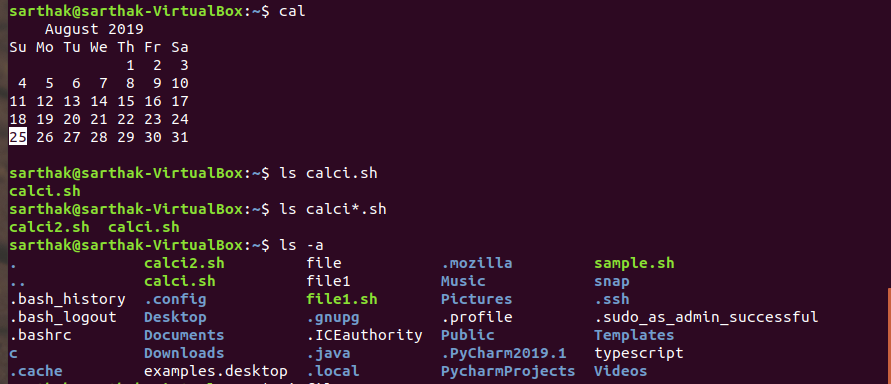 sarthak@sarthak-VirtualBox:~$ cal
    August 2019
Su Mo Tu We Th Fr Sa
             1  2  3
 4  5  6  7  8  9 10
11 12 13 14 15 16 17
18 19 20 21 22 23 24
25 26 27 28 29 30 31
sarthak@sarthak-VirtualBox:~$ ls calci.sh
calci.sh
sarthak@sarthak-VirtualBox:~$ ls calci*.sh
calci2.sh  calci.sh
sarthak@sarthak-VirtualBox:~$ ls -a
.              calci2.sh         file           .mozilla         sample.sh
..             calci.sh          file1          Music            snap
.bash_history  .config           file1.sh       Pictures         .ssh
.bash_logout   Desktop           .gnupg         .profile         .sudo_as_admin_successful
.bashrc        Documents         .ICEauthority  Public           Templates
c              Downloads         .java          .PyCharm2019.1   typescript
.cache         examples.desktop  .local         PycharmProjects  Videos